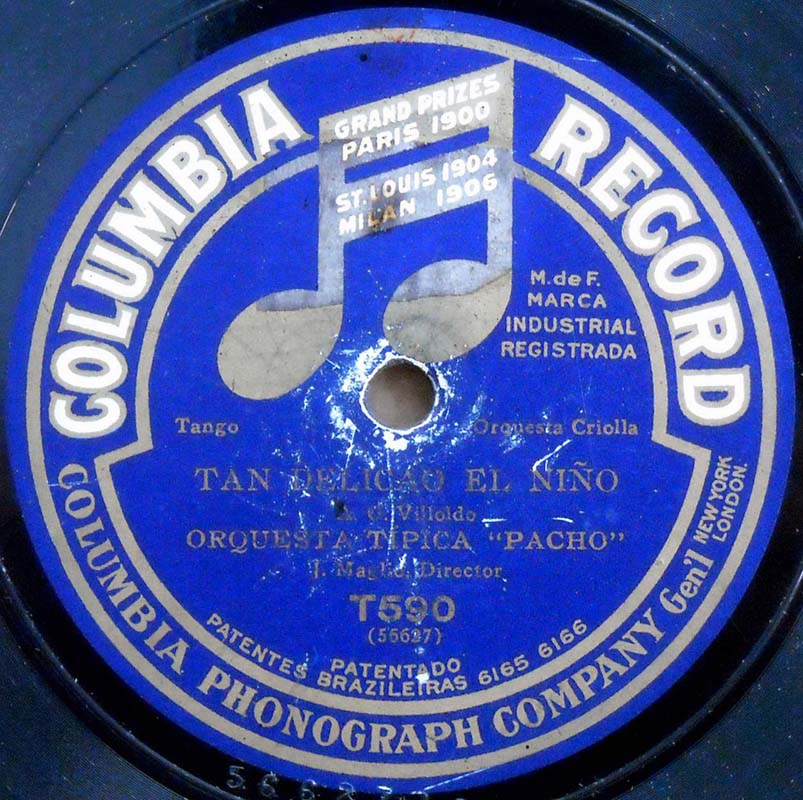 COLUMBIA RECORD
GRAND PRIZES
PARIS 1900
ST. LOUIS 1904
MILAN 1906
M. de F.
MARCA
INDUSTRIAL
REGISTRADA
Tango
Orquesta Criolla
TAN DELICAO EL NIÑO
A. G. Villoldo
ORQUESTA TIPICA "PACHO"
J. Maglio, Director
T590
(56627)
PATENTADO
PATENTES BRAZILEIRAS 6165 6166
COLUMBIA PHONOGRAPH COMPANY Gen'l NEW YORK
LONDON.